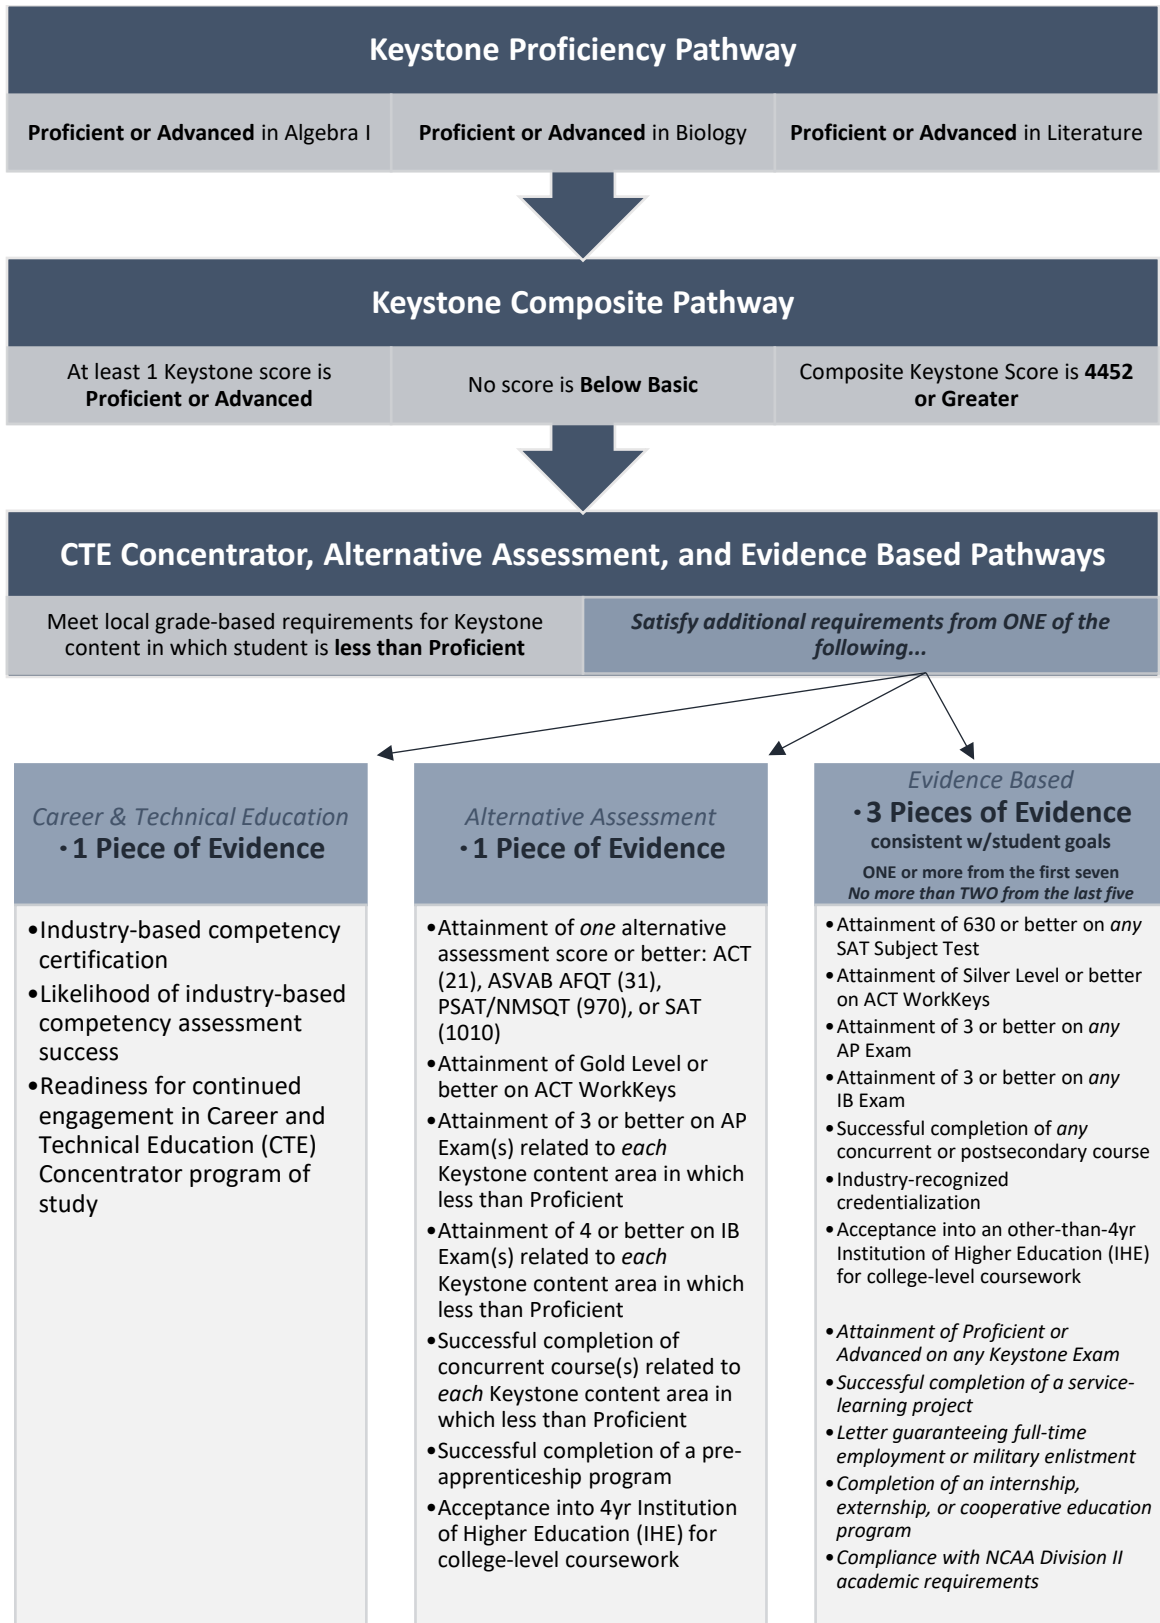 Keystone Proficiency Pathway
Proficient or Advanced in Algebra I
Proficient or Advanced in Biology
Proficient or Advanced in Literature
Keystone Composite Pathway
At least 1 Keystone score is
Proficient or Advanced
No score is Below Basic
Composite Keystone Score is 4452
or Greater
CTE Concentrator, Alternative Assessment, and Evidence Based Pathways
Meet local grade-based requirements for Keystone
content in which student is less than Proficient
Satisfy additional requirements from ONE of the
following...
Career & Technical Education
• 1 Piece of Evidence
•Industry-based competency
certification
•Likelihood of industry-based
competency assessment
success
•Readiness for continued
engagement in Career and
Technical Education (CTE)
Concentrator program of
study
Alternative Assessment
• 1 Piece of Evidence
•Attainment of one alternative
assessment score or better: ACT
(21), ASVAB AFQT (31),
PSAT/NMSQT (970), or SAT
(1010)
•Attainment of Gold Level or
better on ACT WorkKeys
•Attainment of 3 or better on AP
Exam(s) related to each
Keystone content area in which
less than Proficient
•Attainment of 4 or better on IB
Exam(s) related to each
Keystone content area in which
less than Proficient
•Successful completion of
concurrent course(s) related to
each Keystone content area in
which less than Proficient
•Successful completion of a pre-
apprenticeship program
•Acceptance into 4yr Institution
of Higher Education (IHE) for
college-level coursework
Evidence Based
• 3 Pieces of Evidence
consistent w/student goals
ONE or more from the first seven
No more than TWO from the last five
•Attainment of 630 or better on any
SAT Subject Test
•Attainment of Silver Level or better
on ACT WorkKeys
•Attainment of 3 or better on any
AP Exam
•Attainment of 3 or better on any
IB Exam
•Successful completion of any
concurrent or postsecondary course
•Industry-recognized
credentialization
•Acceptance into an other-than-4yr
Institution of Higher Education (IHE)
for college-level coursework
•Attainment of Proficient or
Advanced on any Keystone Exam
•Successful completion of a service-
learning project
•Letter guaranteeing full-time
employment or military enlistment
•Completion of an internship,
externship, or cooperative education
program
•Compliance with NCAA Division II
academic requirements